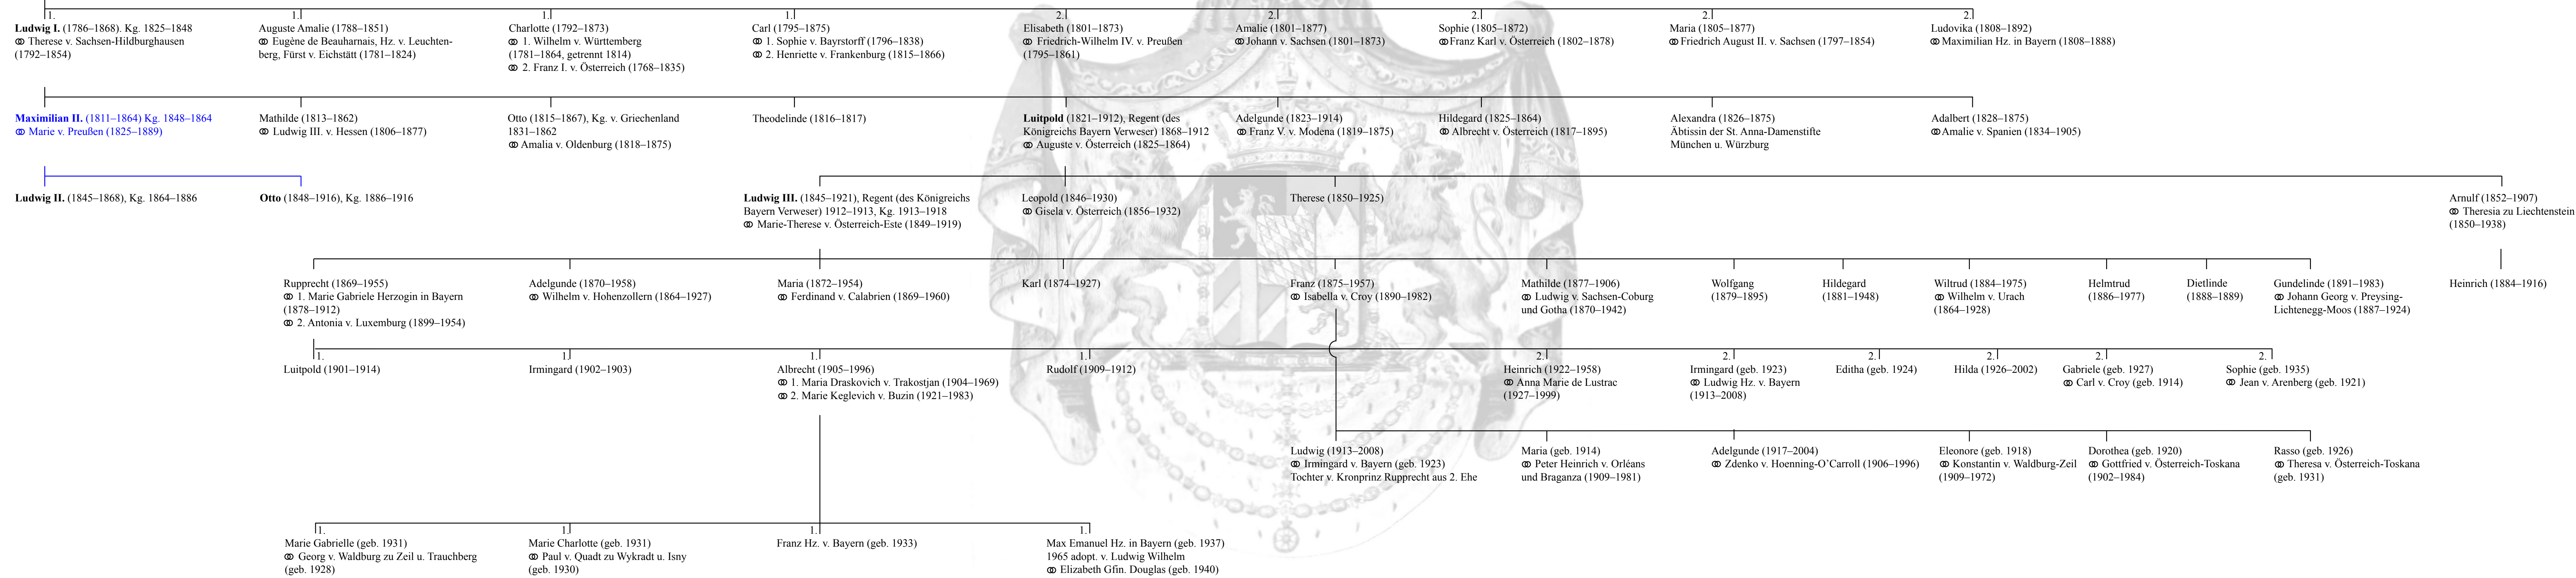 1.
1.
1.
1.
2.
2.
2.
2.
2.
Ludwig I. (1786–1868). Kg. 1825–1848
⚭ Therese v. Sachsen-Hildburghausen
(1792–1854)
Auguste Amalie (1788–1851)
⚭ Eugène de Beauharnais, Hz. v. Leuchten-
berg, Fürst v. Eichstätt (1781–1824)
Charlotte (1792–1873)
⚭ 1. Wilhelm v. Württemberg
(1781–1864, getrennt 1814)
⚭ 2. Franz I. v. Österreich (1768–1835)
Carl (1795–1875)
⚭ 1. Sophie v. Bayrstorff (1796–1838)
⚭ 2. Henriette v. Frankenburg (1815–1866)
Elisabeth (1801–1873)
⚭ Friedrich-Wilhelm IV. v. Preußen
(1795–1861)
Amalie (1801–1877)
⚭ Johann v. Sachsen (1801–1873)
Sophie (1805–1872)
⚭ Franz Karl v. Österreich (1802–1878)
Maria (1805–1877)
⚭ Friedrich August II. v. Sachsen (1797–1854)
Ludovika (1808–1892)
⚭ Maximilian Hz. in Bayern (1808–1888)
Maximilian II. (1811–1864) Kg. 1848–1864
⚭ Marie v. Preußen (1825–1889)
Mathilde (1813–1862)
⚭ Ludwig III. v. Hessen (1806–1877)
Otto (1815–1867), Kg. v. Griechenland
1831–1862
⚭ Amalia v. Oldenburg (1818–1875)
Theodelinde (1816–1817)
Luitpold (1821–1912), Regent (des
Königreichs Bayern Verweser) 1868–1912
⚭ Auguste v. Österreich (1825–1864)
Adelgunde (1823–1914)
⚭ Franz V. v. Modena (1819–1875)
Hildegard (1825–1864)
⚭ Albrecht v. Österreich (1817–1895)
Alexandra (1826–1875)
Äbtissin der St. Anna-Damenstifte
München u. Würzburg
Adalbert (1828–1875)
⚭ Amalie v. Spanien (1834–1905)
Ludwig II. (1845–1868), Kg. 1864–1886
Otto (1848–1916), Kg. 1886–1916
Ludwig III. (1845–1921), Regent (des Königreichs
Bayern Verweser) 1912–1913, Kg. 1913–1918
⚭ Marie-Therese v. Österreich-Este (1849–1919)
Leopold (1846–1930)
⚭ Gisela v. Österreich (1856–1932)
Therese (1850–1925)
Arnulf (1852–1907)
⚭ Theresia zu Liechtenstein
(1850–1938)
Rupprecht (1869–1955)
⚭ 1. Marie Gabriele Herzogin in Bayern
(1878–1912)
⚭ 2. Antonia v. Luxemburg (1899–1954)
Adelgunde (1870–1958)
⚭ Wilhelm v. Hohenzollern (1864–1927)
Maria (1872–1954)
⚭ Ferdinand v. Calabrien (1869–1960)
Karl (1874–1927)
Franz (1875–1957)
⚭ Isabella v. Croy (1890–1982)
Mathilde (1877–1906)
⚭ Ludwig v. Sachsen-Coburg
und Gotha (1870–1942)
Wolfgang
(1879–1895)
Hildegard
(1881–1948)
Wiltrud (1884–1975)
⚭ Wilhelm v. Urach
(1864–1928)
Helmtrud
(1886–1977)
Dietlinde
(1888–1889)
Gundelinde (1891–1983)
⚭ Johann Georg v. Preysing-
Lichtenegg-Moos (1887–1924)
Heinrich (1884–1916)
1.
1.
1.
1.
2.
2.
2.
2.
2.
2.
Luitpold (1901–1914)
Irmingard (1902–1903)
Albrecht (1905–1996)
⚭ 1. Maria Draskovich v. Trakostjan (1904–1969)
⚭ 2. Marie Keglevich v. Buzin (1921–1983)
Rudolf (1909–1912)
Heinrich (1922–1958)
⚭ Anna Marie de Lustrac
(1927–1999)
Irmingard (geb. 1923)
⚭ Ludwig Hz. v. Bayern
(1913–2008)
Editha (geb. 1924)
Hilda (1926–2002)
Gabriele (geb. 1927)
⚭ Carl v. Croy (geb. 1914)
Sophie (geb. 1935)
⚭ Jean v. Arenberg (geb. 1921)
Ludwig (1913–2008)
⚭ Irmingard v. Bayern (geb. 1923)
Tochter v. Kronprinz Rupprecht aus 2. Ehe
Maria (geb. 1914)
⚭ Peter Heinrich v. Orléans
und Braganza (1909–1981)
Adelgunde (1917–2004)
⚭ Zdenko v. Hoenning-O'Carroll (1906–1996)
Eleonore (geb. 1918)
⚭ Konstantin v. Waldburg-Zeil
(1909–1972)
Dorothea (geb. 1920)
⚭ Gottfried v. Österreich-Toskana
(1902–1984)
Rasso (geb. 1926)
⚭ Theresa v. Österreich-Toskana
(geb. 1931)
1.
1.
1.
1.
Marie Gabrielle (geb. 1931)
⚭ Georg v. Waldburg zu Zeil u. Trauchberg
(geb. 1928)
Marie Charlotte (geb. 1931)
⚭ Paul v. Quadt zu Wykradt u. Isny
(geb. 1930)
Franz Hz. v. Bayern (geb. 1933)
Max Emanuel Hz. in Bayern (geb. 1937)
1965 adopt. v. Ludwig Wilhelm
⚭ Elizabeth Gfin. Douglas (geb. 1940)